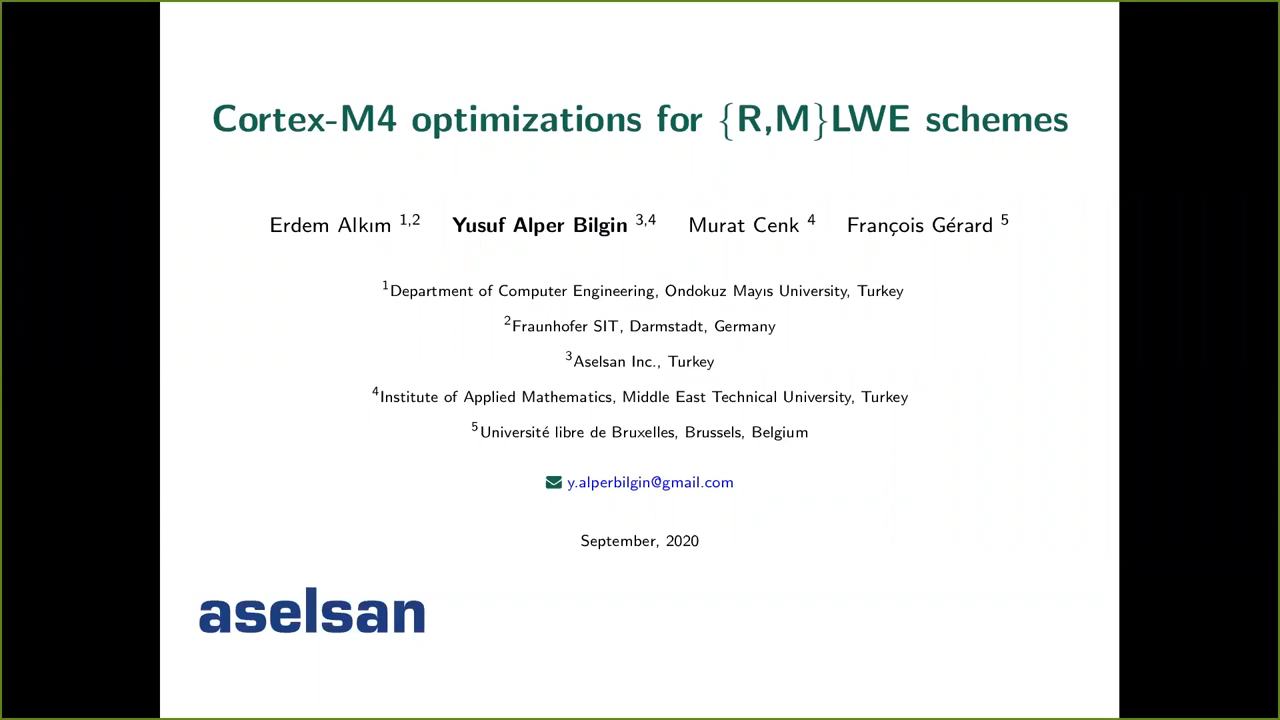 Cortex-M4 optimizations for {R,M}LWE schemes
Erdem Alkım 1,2 Yusuf Alper Bilgin 3,4 Murat Cenk 4 François Gérard 5
1Department of Computer Engineering, Ondokuz Mayıs University, Turkey
2Fraunhofer SIT, Darmstadt, Germany
3Aselsan Inc., Turkey
4Institute of Applied Mathematics, Middle East Technical University, Turkey
5Université libre de Bruxelles, Brussels, Belgium
y.alperbilgin@gmail.com
September, 2020
aselsan